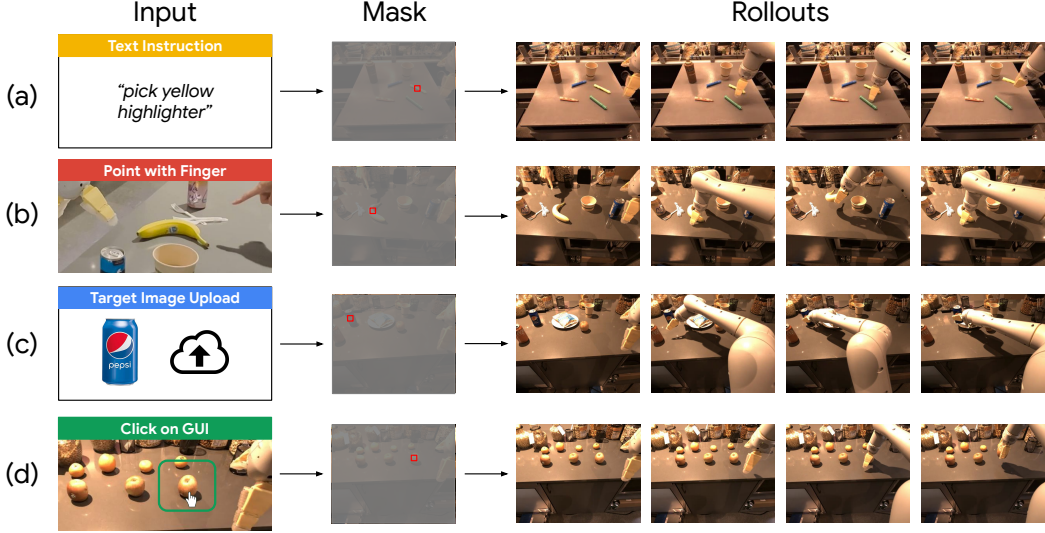 Input
Mask
Rollouts
(a)
Text Instruction
“pick yellow
highlighter”
(b)
Point with Finger
(c)
Target Image Upload
pepsi
(d)
Click on GUI